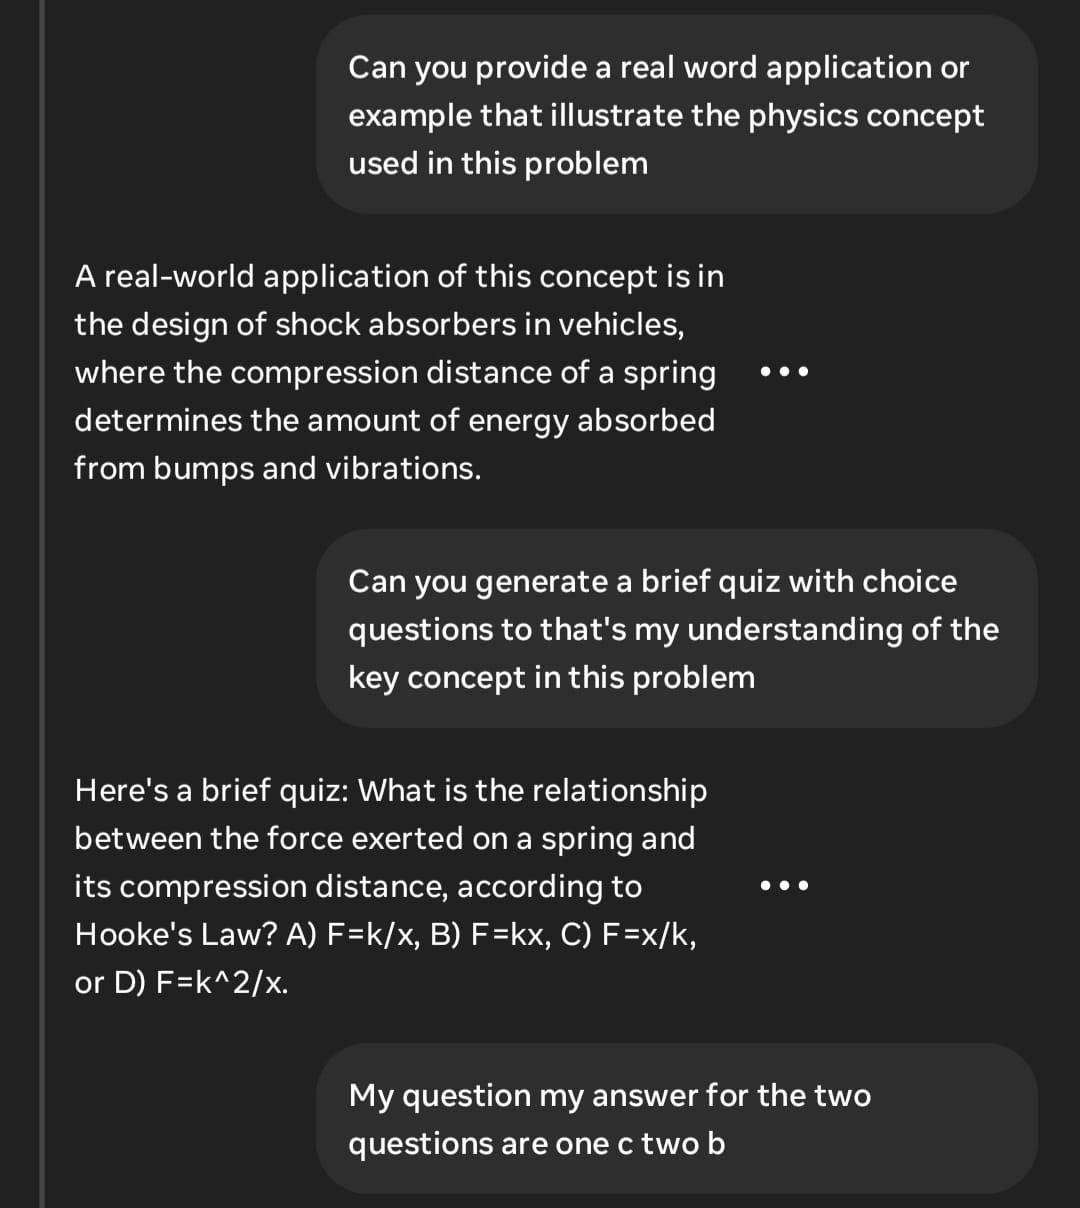 Can you provide a real word application or
example that illustrate the physics concept
used in this problem
A real-world application of this concept is in
the design of shock absorbers in vehicles,
where the compression distance of a spring
determines the amount of energy absorbed
from bumps and vibrations.
Can you generate a brief quiz with choice
questions to that's my understanding of the
key concept in this problem
Here's a brief quiz: What is the relationship
between the force exerted on a spring and
its compression distance, according to
Hooke's Law? A) F=k/x, B) F=kx, C) F=x/k,
or D) F=k^2/x.
My question my answer for the two
questions are one c two b